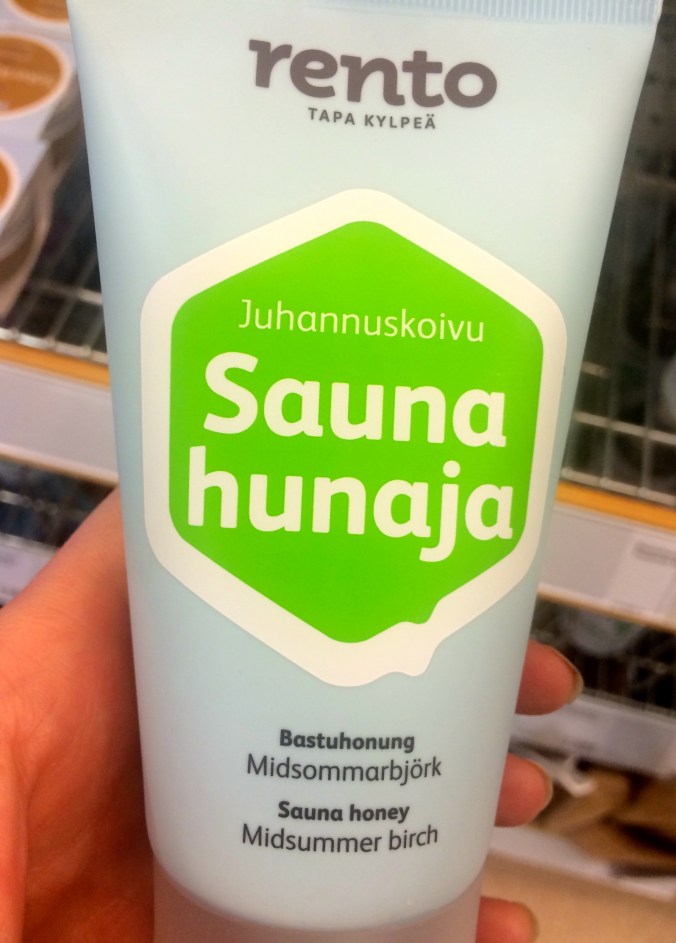 rento
TAPA KYLPEÄ
Juhannuskoivu
Sauna
hunaja
Bastuhonung
Midsommarbjörk
Sauna honey
Midsummer birch